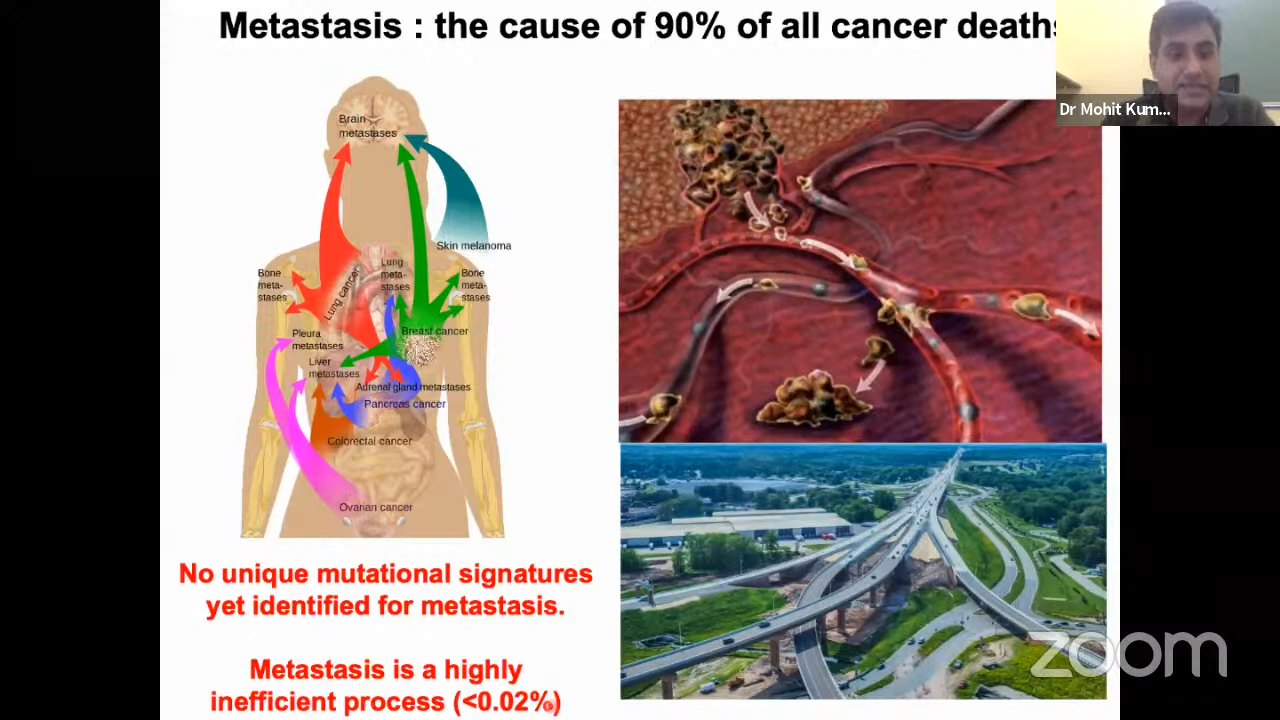 Metastasis : the cause of 90% of all cancer deaths
Dr Mohit Kum...
Brain
metastases
Skin melanoma
Bone
meta-
stases
Lung cancer
Lung
meta-
stases
Bone
meta-
stases
Breast cancer
Pleura
metastases
Liver
metastases
Adrenal gland metastases
Pancreas cancer
Colorectal cancer
Ovarian cancer
No unique mutational signatures
yet identified for metastasis.
Metastasis is a highly
inefficient process (<0.02%)
zoom